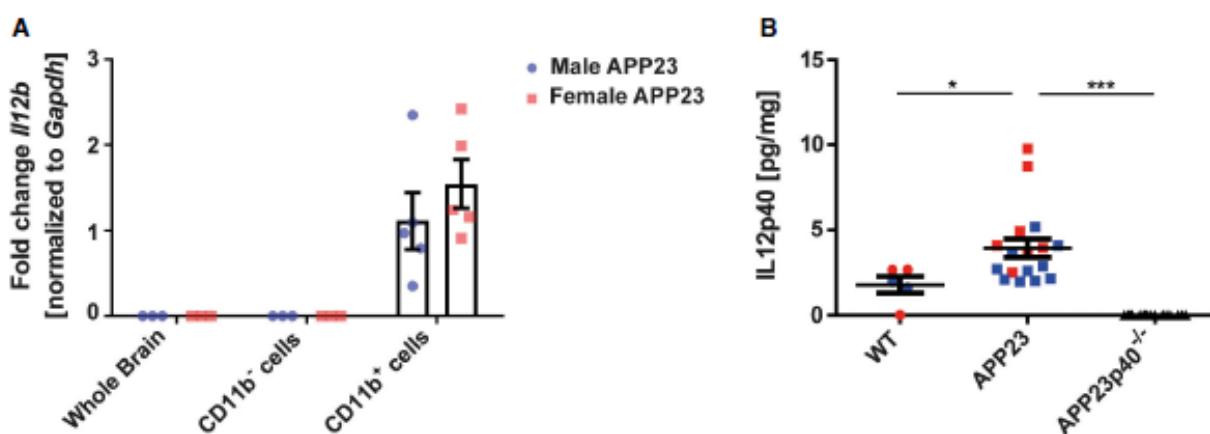 A
Fold change Il12b
[normalized to Gapdh]
3
2
1
0
Whole Brain
CD11b- cells
CD11b+ cells
Male APP23
Female APP23
B
IL12p40 [pg/mg]
15
10
5
0
*
***
WT
APP23
APP23p40-/-